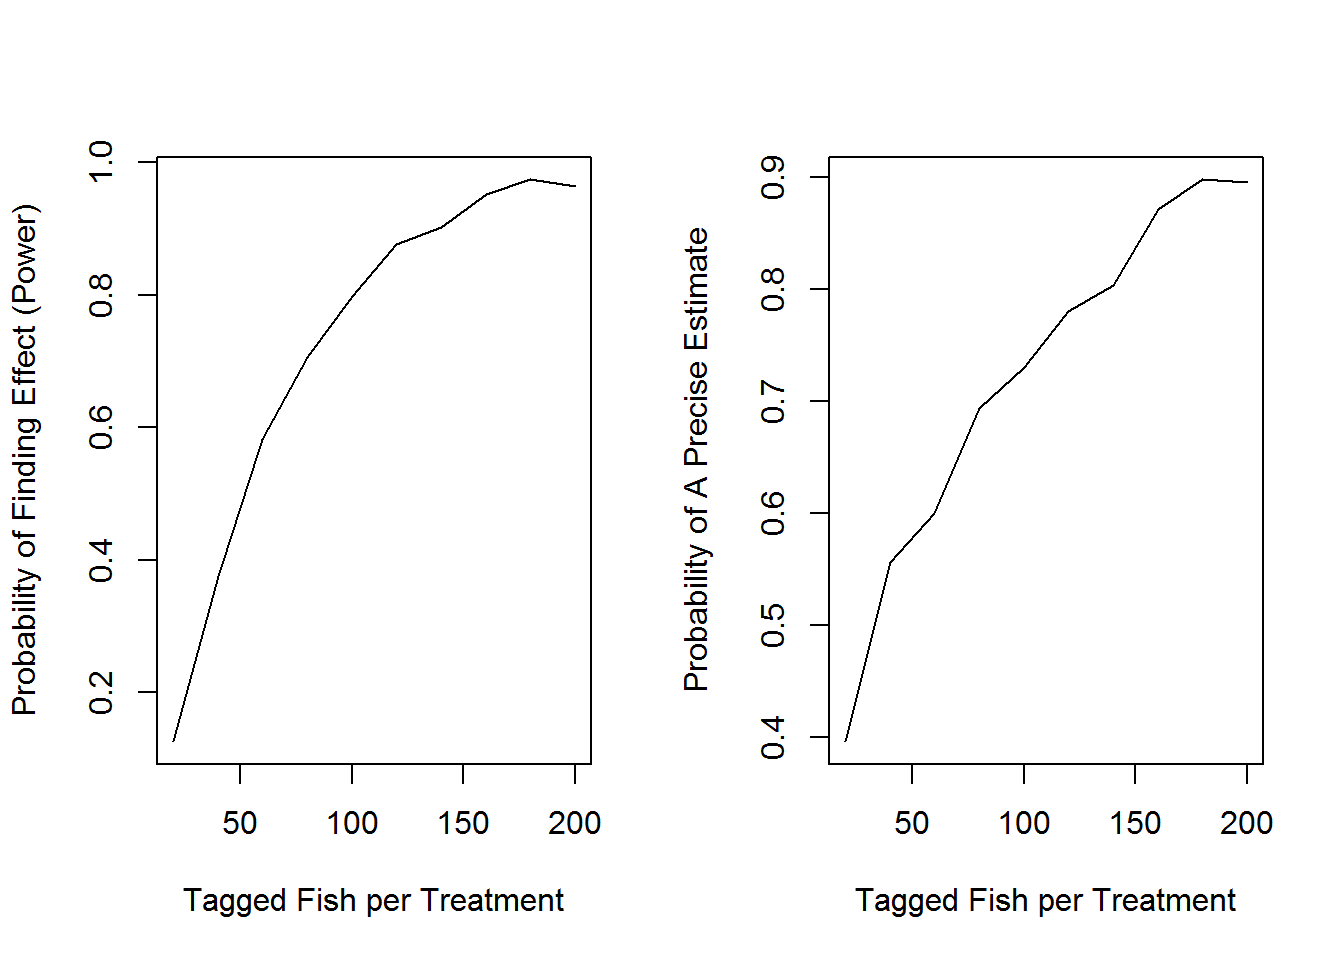 Probability of Finding Effect (Power)
1.0
0.8
0.6
0.4
0.2
50 100 150 200
Tagged Fish per Treatment
Probability of A Precise Estimate
0.9
0.8
0.7
0.6
0.5
0.4
50 100 150 200
Tagged Fish per Treatment